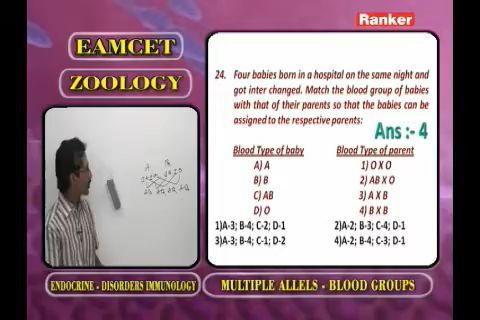 Ranker
EAMCET
ZOOLOGY
24. Four babies born in a hospital on the same night and
got inter changed. Match the blood group of babies
with that of their parents so that the babies can be
assigned to the respective parents:
Ans :- 4
Blood Type of baby Blood Type of parent
A) A 1) O X O
B) B 2) AB X O
C) AB 3) A X B
D) O 4) B X B
1)A-3; B-4; C-2; D-1 2)A-2; B-3; C-4; D-1
3)A-3; B-4; C-1; D-2 4)A-2; B-4; C-3; D-1
ENDOCRINE - DISORDERS IMMUNOLOGY
MULTIPLE ALLELS - BLOOD GROUPS